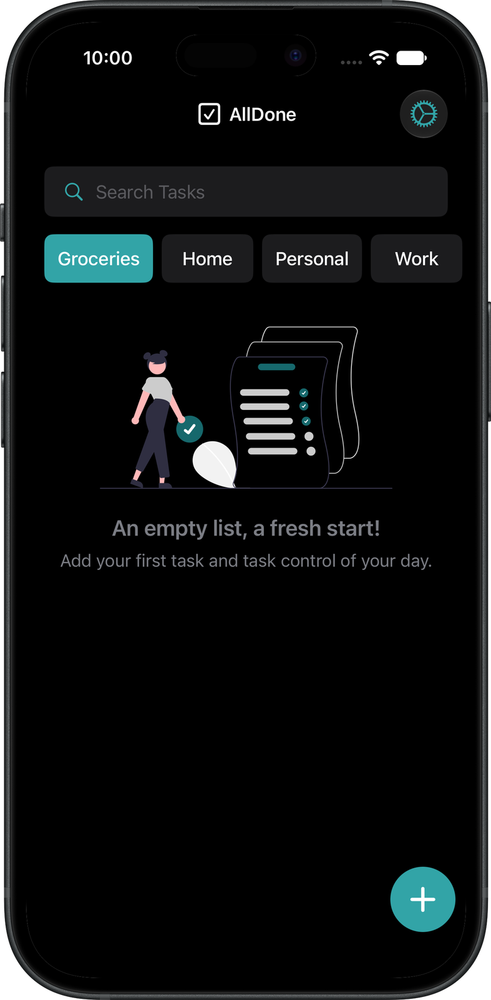 10:00
AllDone
Search Tasks
Groceries Home Personal Work
An empty list, a fresh start!
Add your first task and task control of your day.